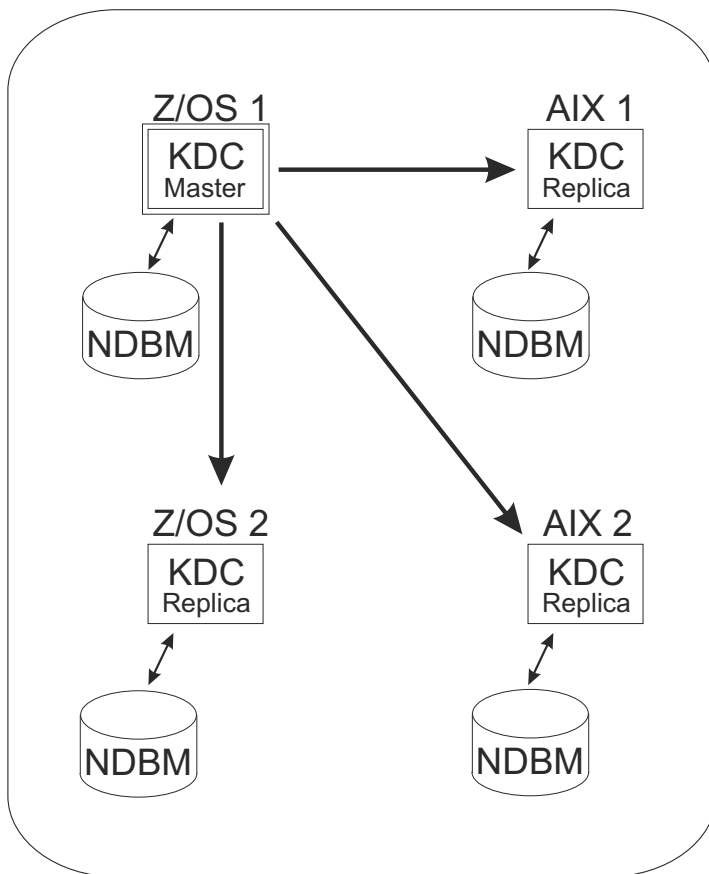 Z/OS 1
KDC
Master
NDBM
AIX 1
KDC
Replica
NDBM
Z/OS 2
KDC
Replica
NDBM
AIX 2
KDC
Replica
NDBM